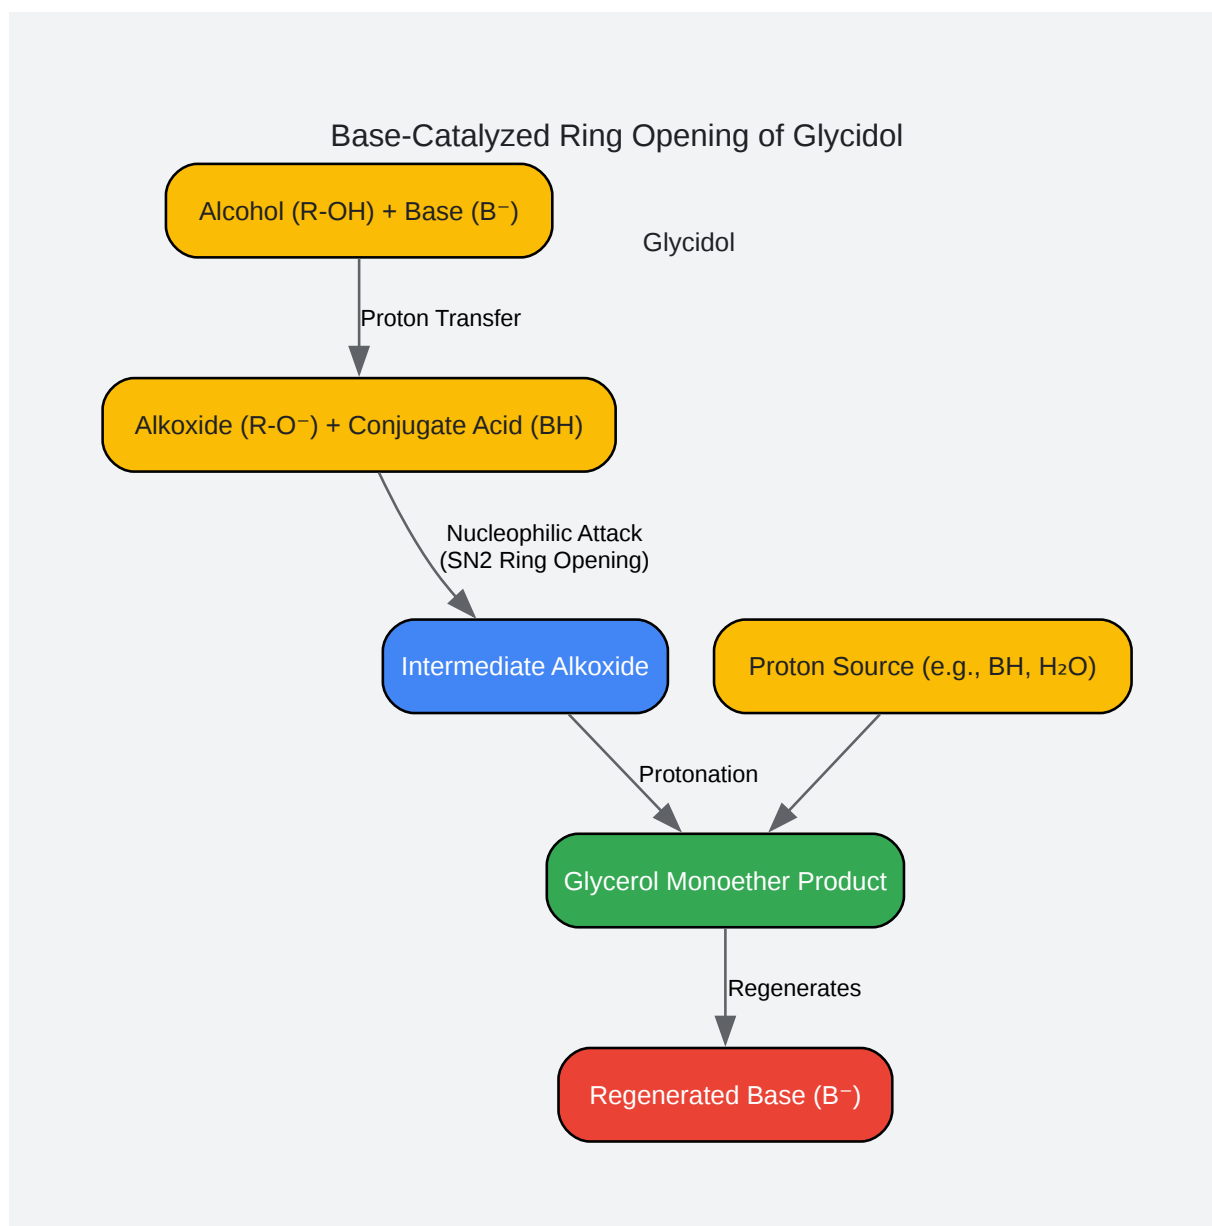 Base-Catalyzed Ring Opening of Glycidol
Alcohol (R-OH) + Base (B⁻)
Glycidol
Proton Transfer
Alkoxide (R-O⁻) + Conjugate Acid (BH)
Nucleophilic Attack
(SN2 Ring Opening)
Intermediate Alkoxide
Proton Source (e.g., BH, H₂O)
Protonation
Glycerol Monoether Product
Regenerates
Regenerated Base (B⁻)